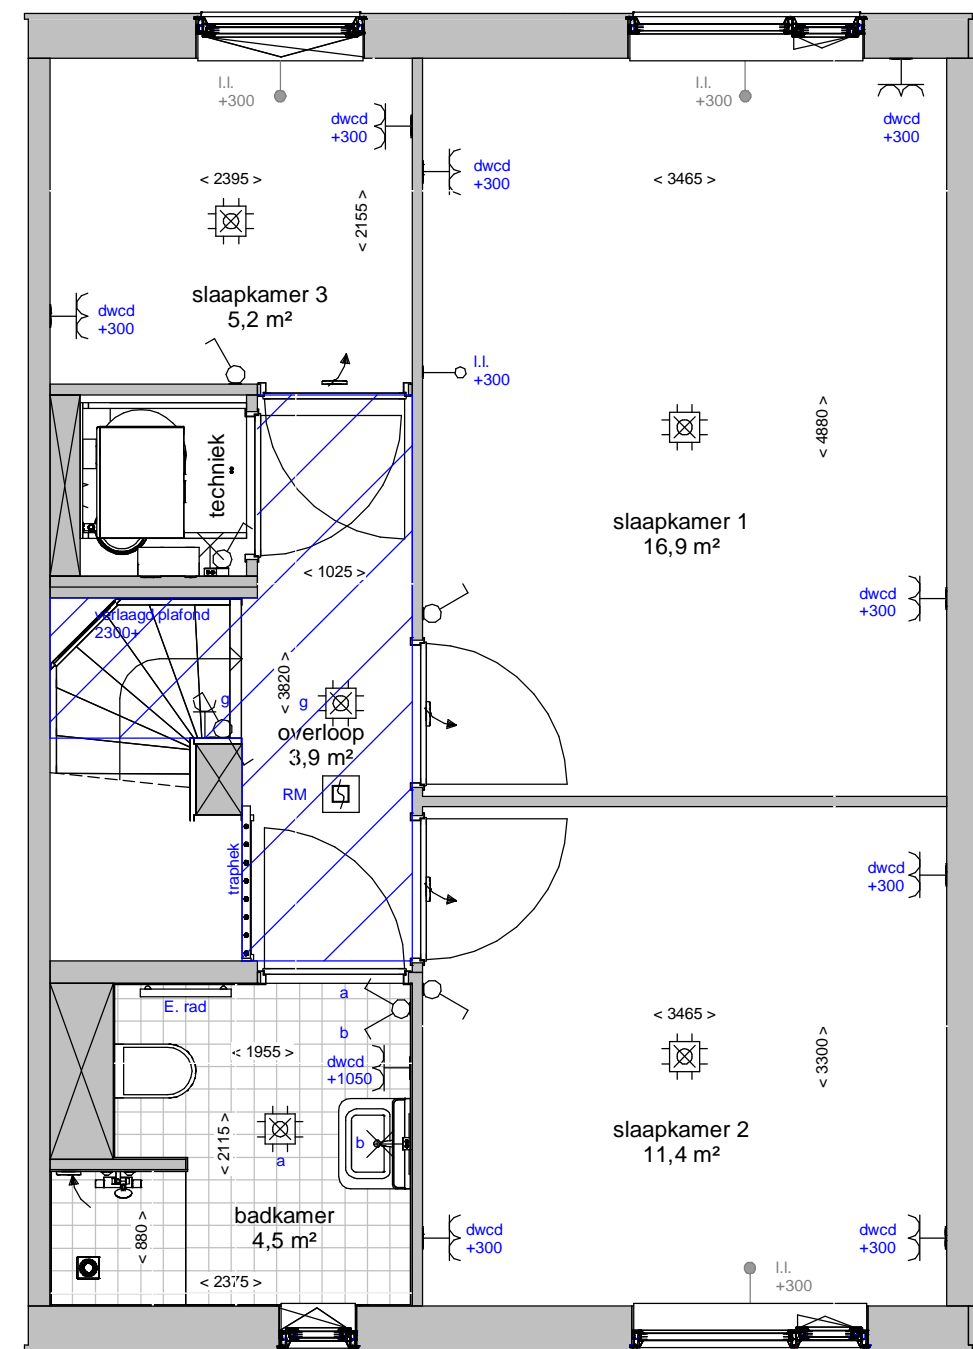 l.l.
+300
l.l.
+300
dwcd
+300
dwcd
+300
dwcd
+300
< 2395 >
< 3465 >
< 2155 >
slaapkamer 3
5,2 m²
dwcd
+300
l.l.
+300
< 4880 >
techniek
slaapkamer 1
16,9 m²
< 1025 >
dwcd
+300
verlaagd plafond
2300+
< 3820 >
g
g
overloop
3,9 m²
RM
traphek
dwcd
+300
a
E. rad
b
< 1955 >
dwcd
+1050
< 3465 >
< 3300 >
< 2115 >
slaapkamer 2
11,4 m²
b
a
badkamer
4,5 m²
< 880 >
dwcd
+300
dwcd
+300
< 2375 >
l.l.
+300